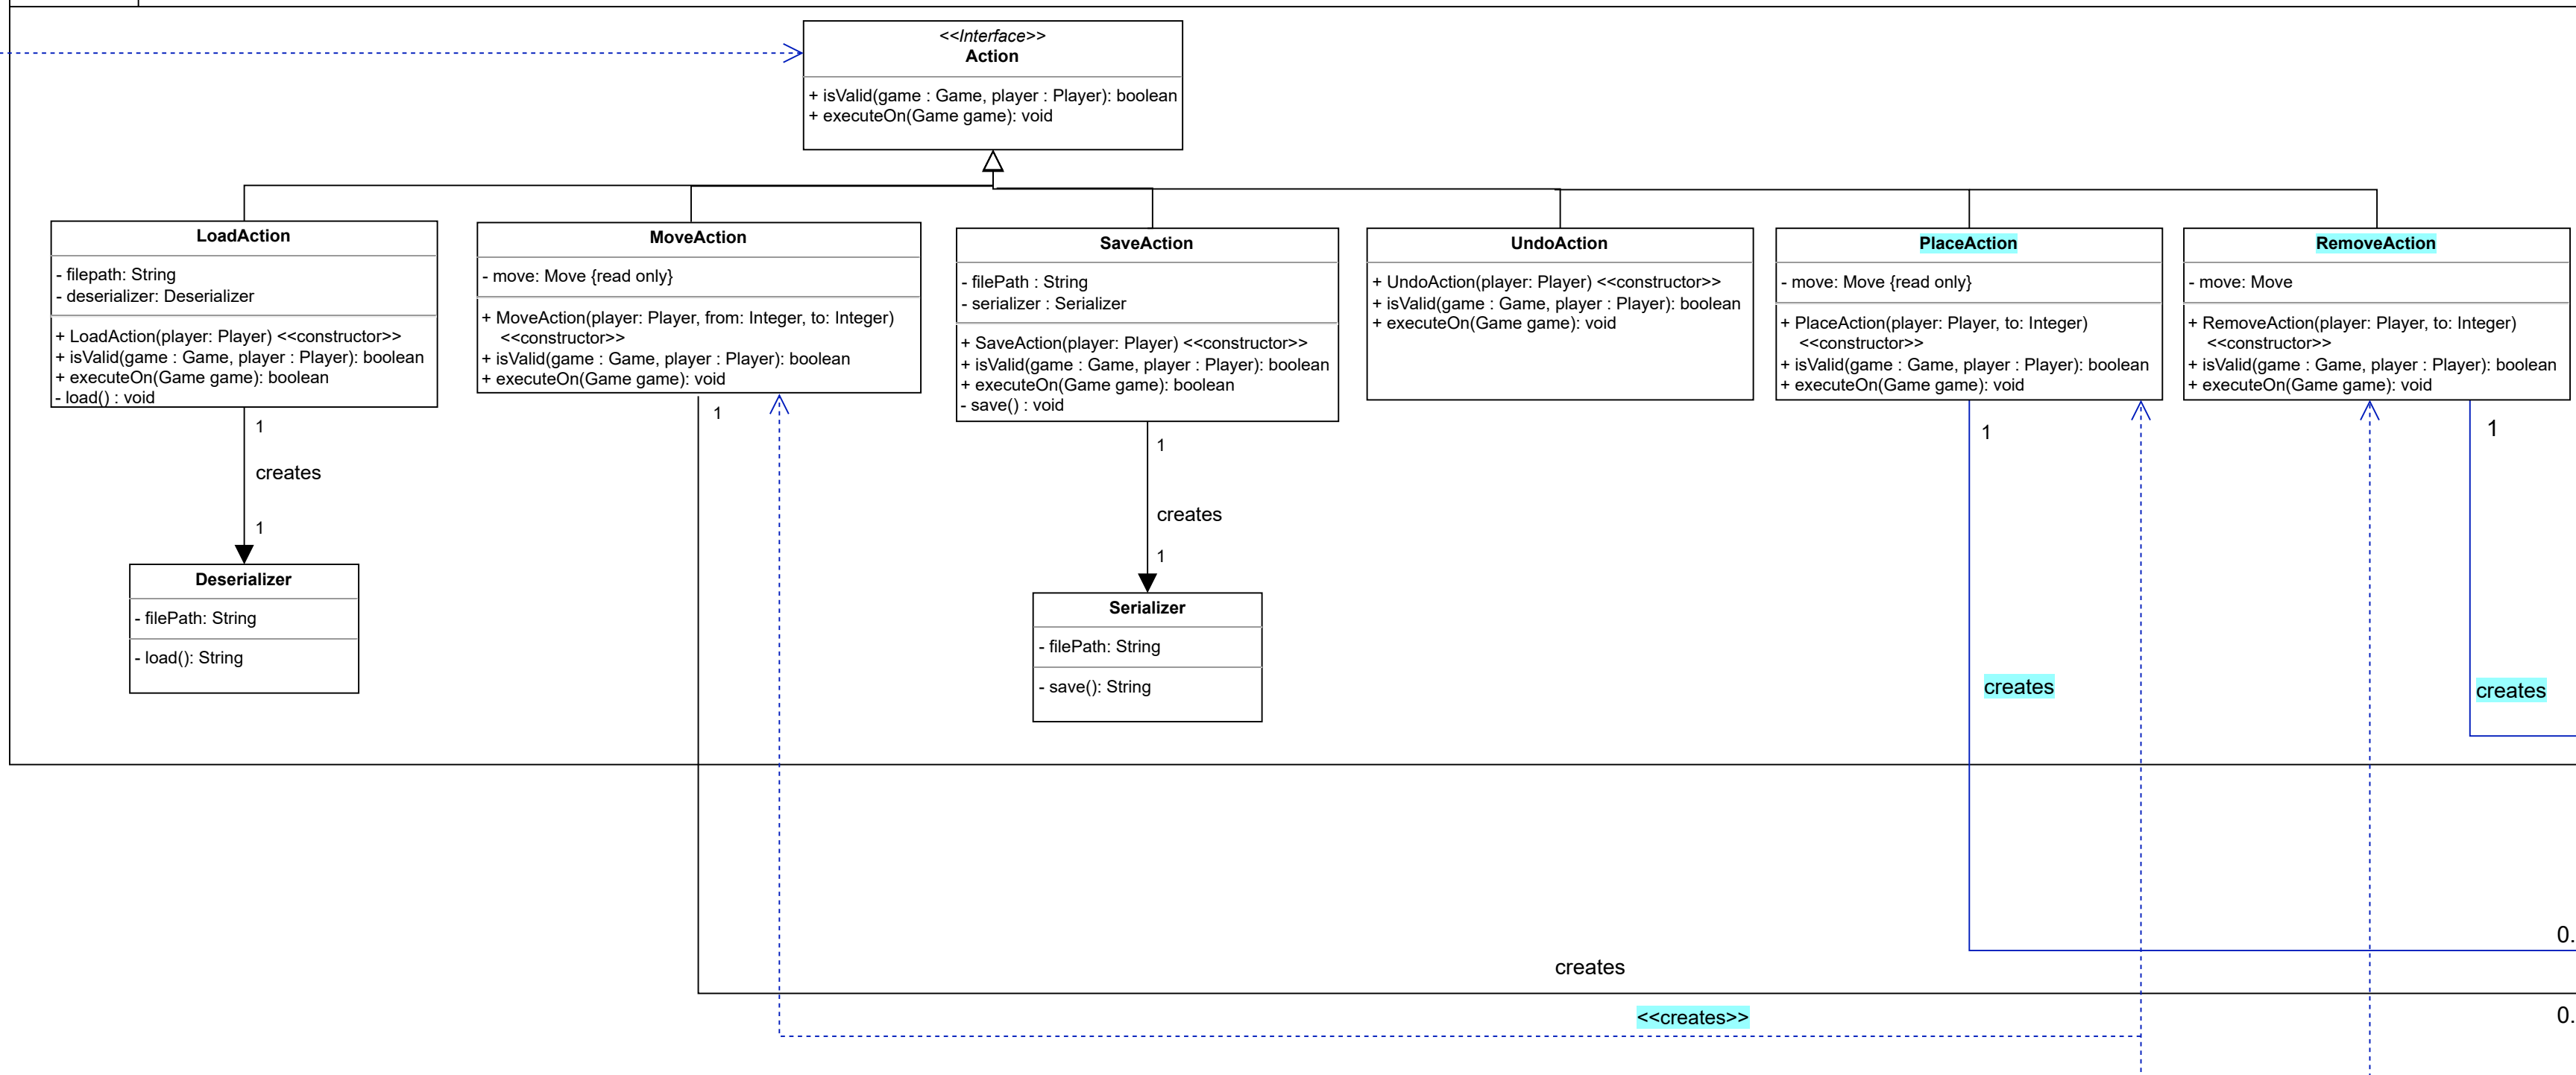 <<Interface>>
Action
+ isValid(game : Game, player : Player): boolean
+ executeOn(Game game): void
LoadAction
- filepath: String
- deserializer: Deserializer
+ LoadAction(player: Player) <<constructor>>
+ isValid(game : Game, player : Player): boolean
+ executeOn(Game game): boolean
- load() : void
MoveAction
- move: Move {read only}
+ MoveAction(player: Player, from: Integer, to: Integer)
<<constructor>>
+ isValid(game : Game, player : Player): boolean
+ executeOn(Game game): void
SaveAction
- filePath : String
- serializer : Serializer
+ SaveAction(player: Player) <<constructor>>
+ isValid(game : Game, player : Player): boolean
+ executeOn(Game game): boolean
- save() : void
UndoAction
+ UndoAction(player: Player) <<constructor>>
+ isValid(game : Game, player : Player): boolean
+ executeOn(Game game): void
PlaceAction
- move: Move {read only}
+ PlaceAction(player: Player, to: Integer)
<<constructor>>
+ isValid(game : Game, player : Player): boolean
+ executeOn(Game game): void
RemoveAction
- move: Move
+ RemoveAction(player: Player, to: Integer)
<<constructor>>
+ isValid(game : Game, player : Player): boolean
+ executeOn(Game game): void
1
creates
1
1
1
creates
1
1
1
Deserializer
- filePath: String
- load(): String
Serializer
- filePath: String
- save(): String
creates
creates
0.
creates
0.
<<creates>>